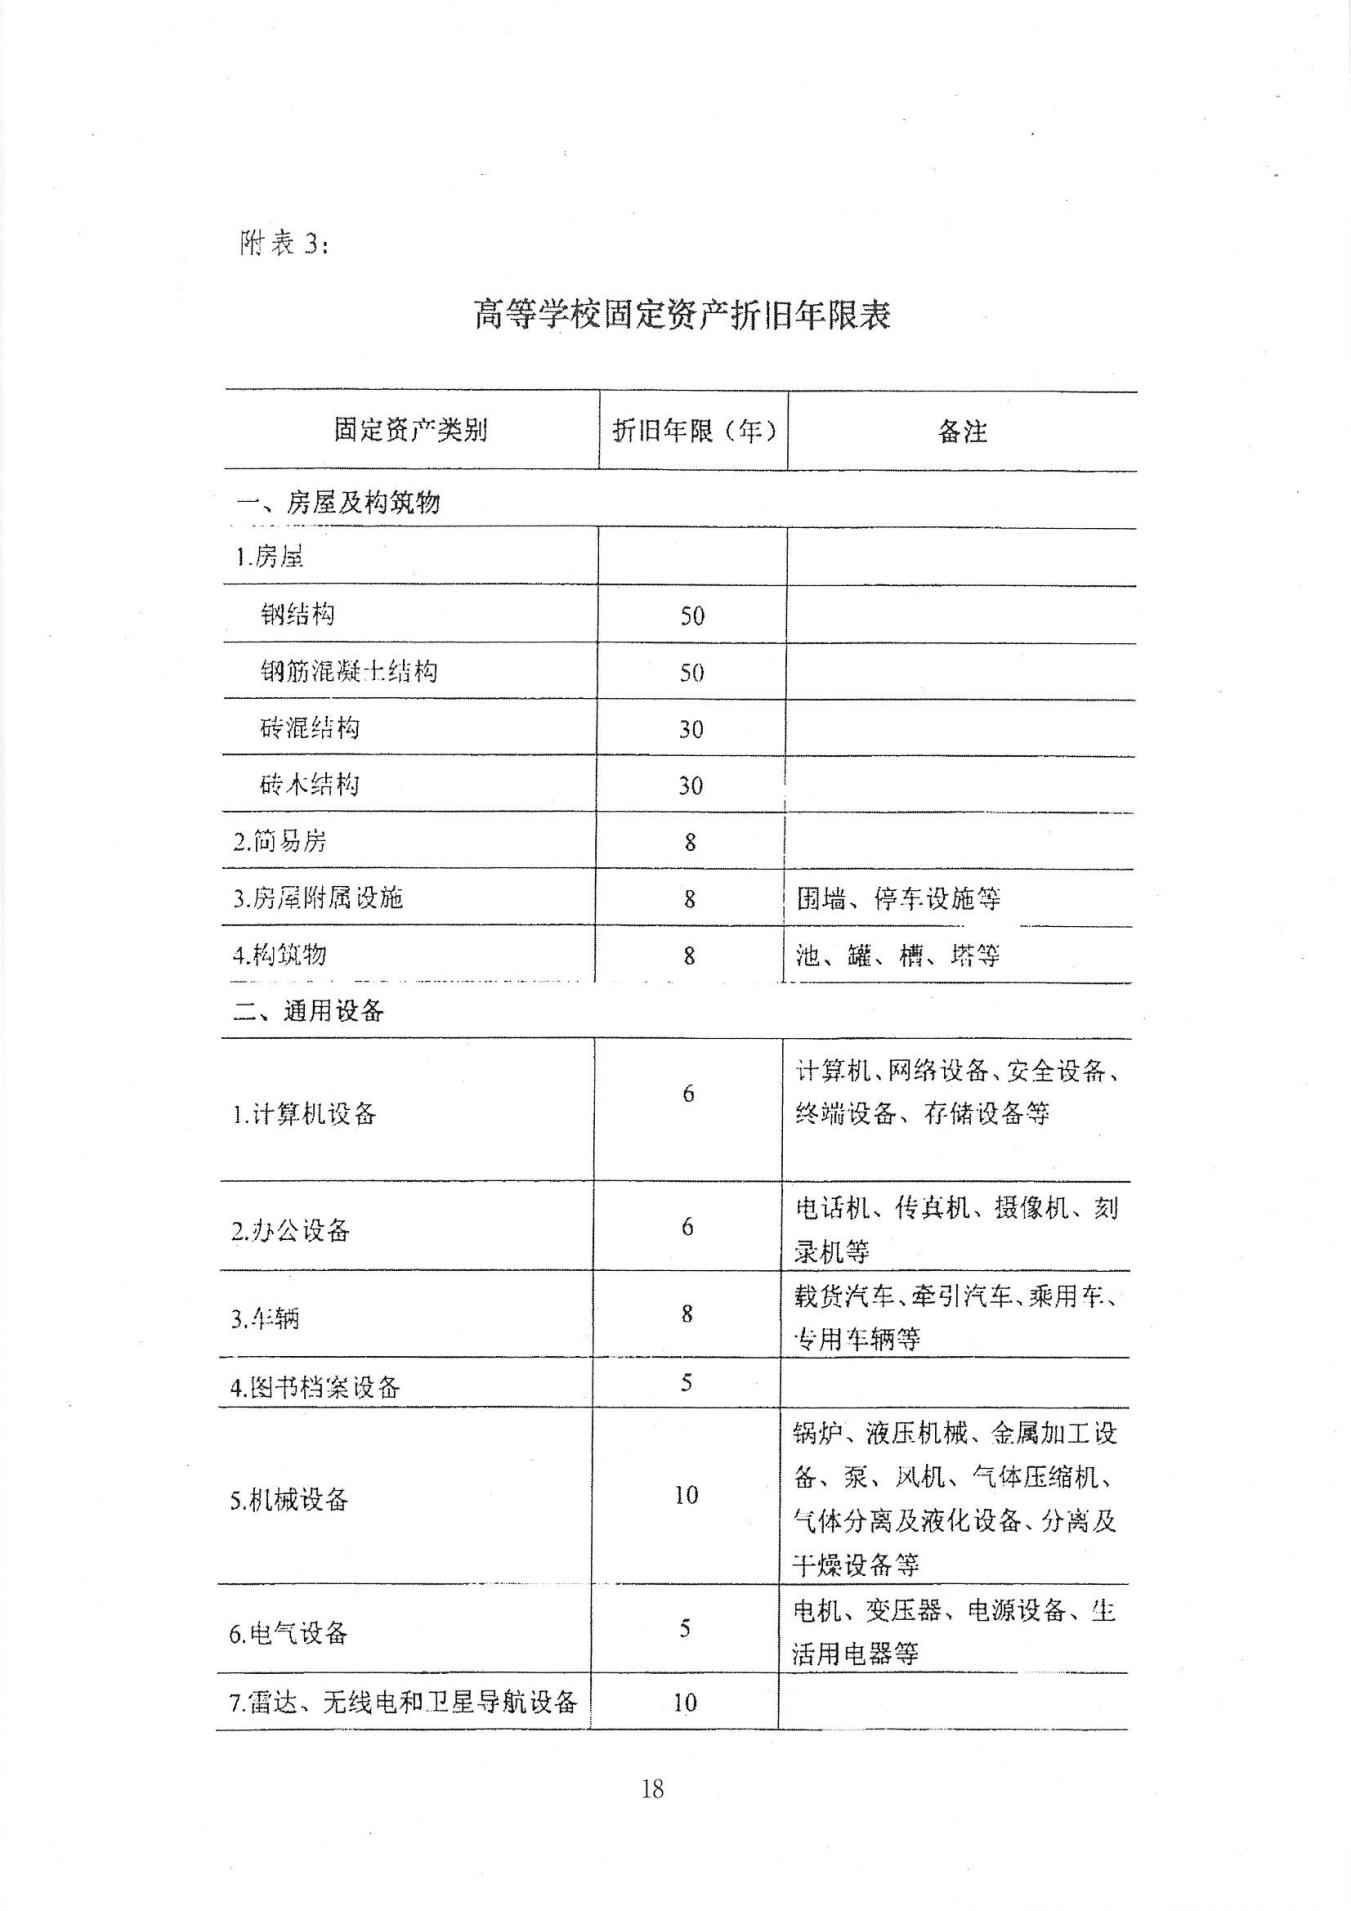 附表 3:
高等学校固定资产折旧年限表
固定资产类别 折旧年限（年） 备注
一、房屋及构筑物
1.房屋
钢结构 50
钢筋混凝土结构 50
砖混结构 30
砖木结构 30
2.简易房 8
3.房屋附属设施 8 围墙、停车设施等
4.构筑物 8 池、罐、槽、塔等
二、通用设备
1.计算机设备 6 计算机、网络设备、安全设备、
终端设备、存储设备等
2.办公设备 6 电话机、传真机、摄像机、刻
录机等
3.车辆 8 载货汽车、牵引汽车、乘用车、
专用车辆等
4.图书档案设备 5
5.机械设备 10 锅炉、液压机械、金属加工设
备、泵、风机、气体压缩机、
气体分离及液化设备、分离及
干燥设备等
6.电气设备 5 电机、变压器、电源设备、生
活用电器等
7.雷达、无线电和卫星导航设备 10
18